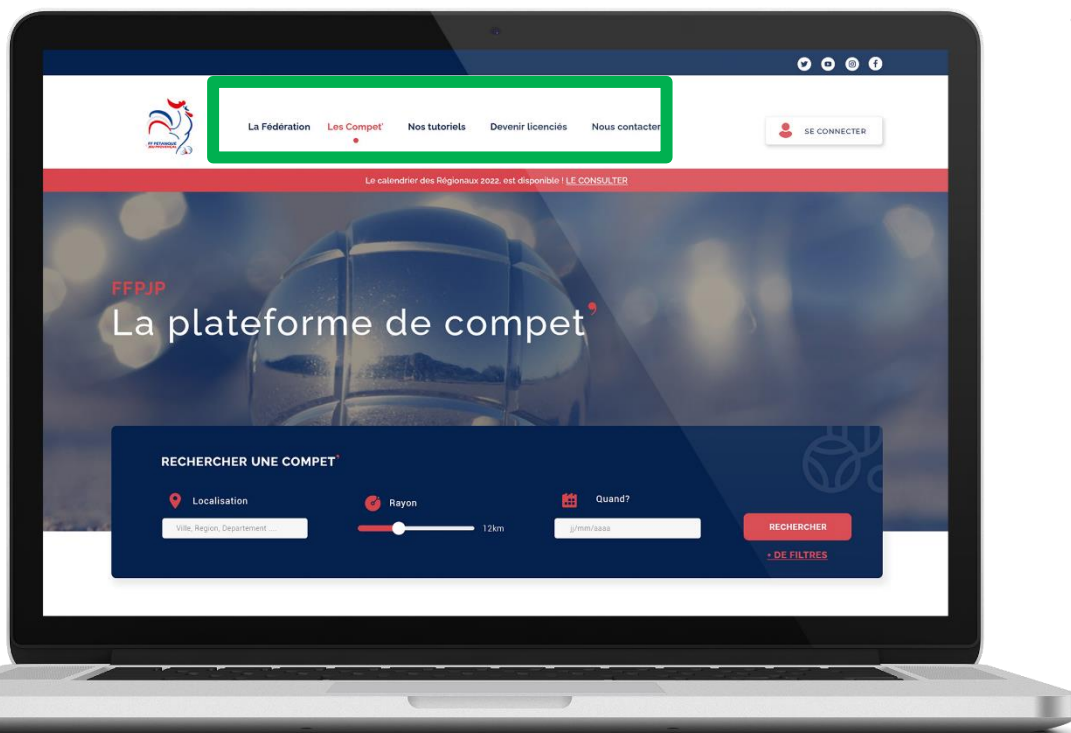 FF PÉTANQUE
La Fédération Les Compet' Nos tutoriels Devenir licenciés Nous contacter
SE CONNECTER
Le calendrier des Régionaux 2022, est disponible ! LE CONSULTER
FFPJP
La plateforme de compet'
RECHERCHER UNE COMPET'
Localisation Rayon Quand?
Ville, Region, Departement .... 12km jj/mm/aaaa
RECHERCHER
+ DE FILTRES